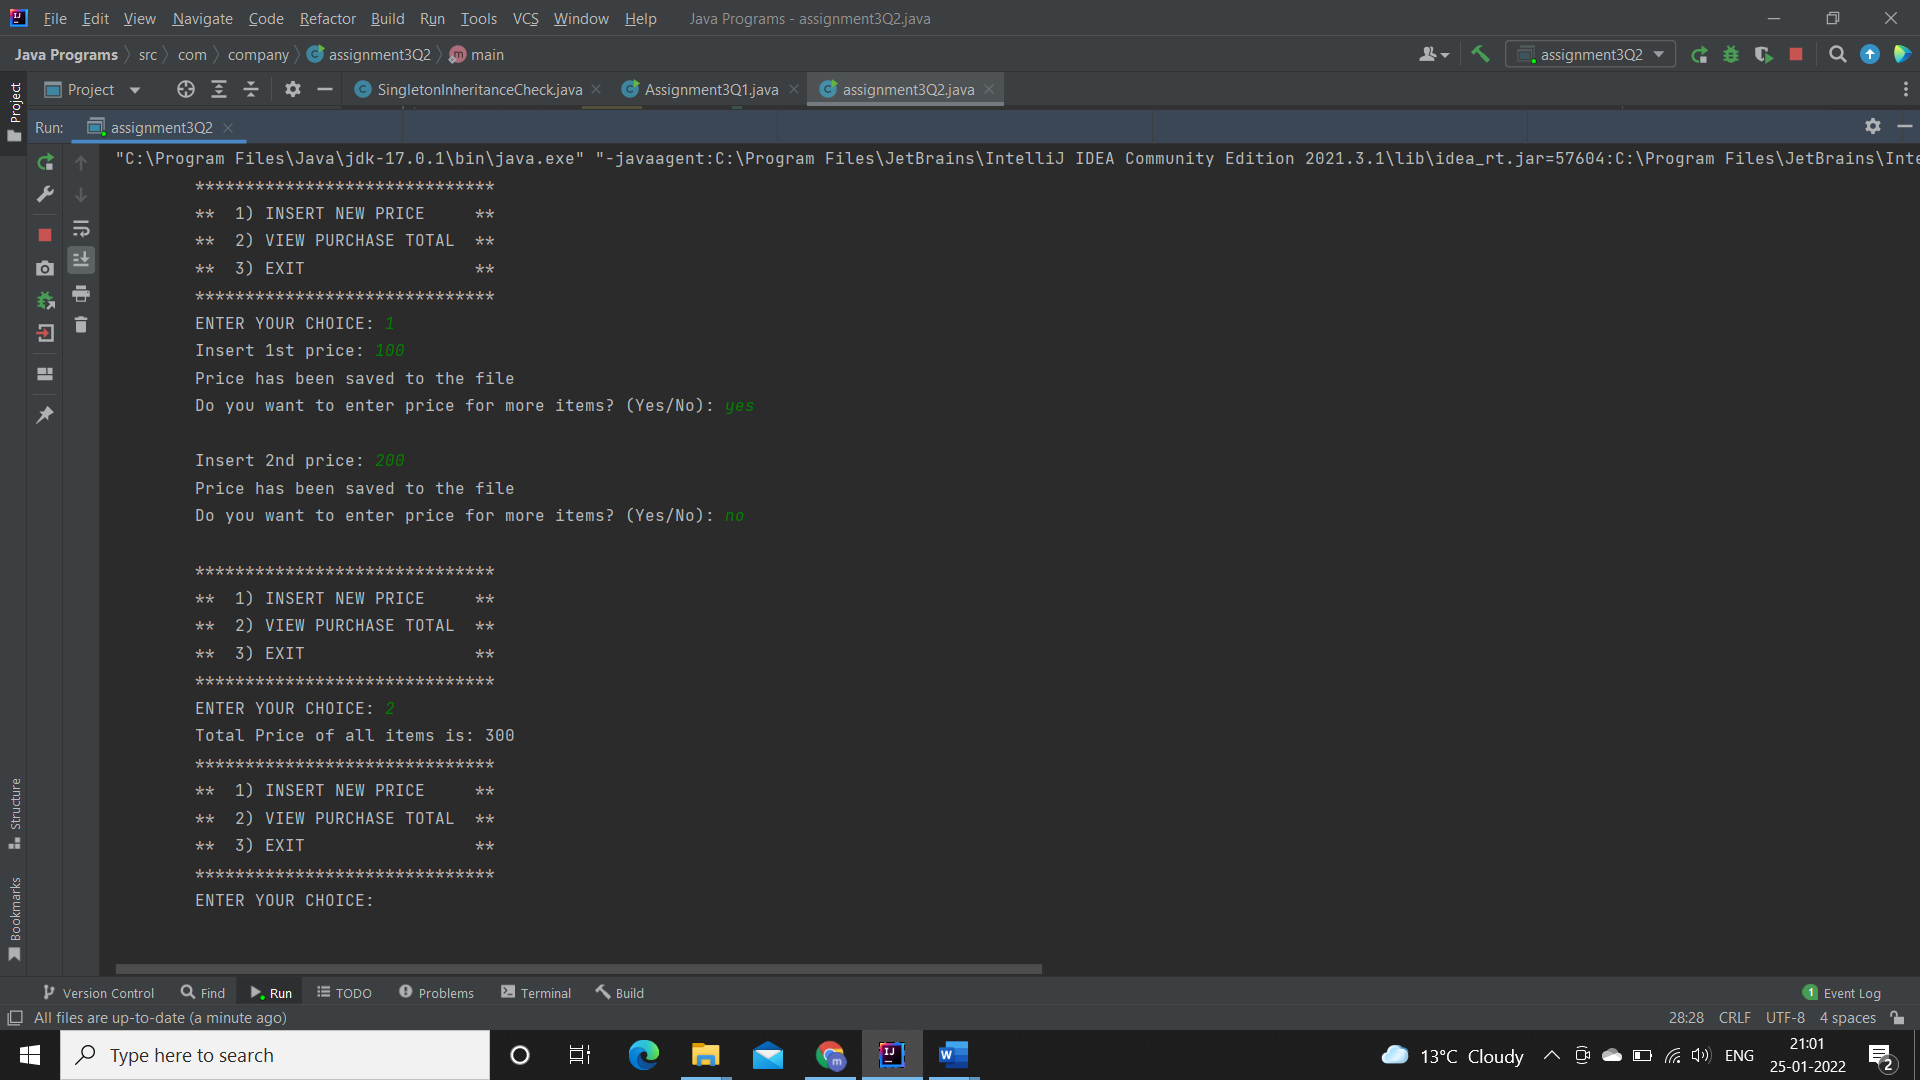 File Edit View Navigate Code Refactor Build Run Tools VCS Window Help Java Programs - assignment3Q2.java
Java Programs src com company assignment3Q2 main assignment3Q2
Project Project SingletonInheritanceCheck.java Assignment3Q1.java assignment3Q2.java
Run: assignment3Q2
"C:\Program Files\Java\jdk-17.0.1\bin\java.exe" "-javaagent:C:\Program Files\JetBrains\IntelliJ IDEA Community Edition 2021.3.1\lib\idea_rt.jar=57604:C:\Program Files\JetBrains\Inte
******************************
**  1) INSERT NEW PRICE     **
**  2) VIEW PURCHASE TOTAL  **
**  3) EXIT                 **
******************************
ENTER YOUR CHOICE: 1
Insert 1st price: 100
Price has been saved to the file
Do you want to enter price for more items? (Yes/No): yes
Insert 2nd price: 200
Price has been saved to the file
Do you want to enter price for more items? (Yes/No): no
******************************
**  1) INSERT NEW PRICE     **
**  2) VIEW PURCHASE TOTAL  **
**  3) EXIT                 **
******************************
ENTER YOUR CHOICE: 2
Total Price of all items is: 300
******************************
**  1) INSERT NEW PRICE     **
**  2) VIEW PURCHASE TOTAL  **
**  3) EXIT                 **
******************************
ENTER YOUR CHOICE:
Structure
Bookmarks
Version Control Find Run TODO Problems Terminal Build 1 Event Log
All files are up-to-date (a minute ago) 28:28 CRLF UTF-8 4 spaces
Type here to search 13°C Cloudy ENG 21:01
25-01-2022 2